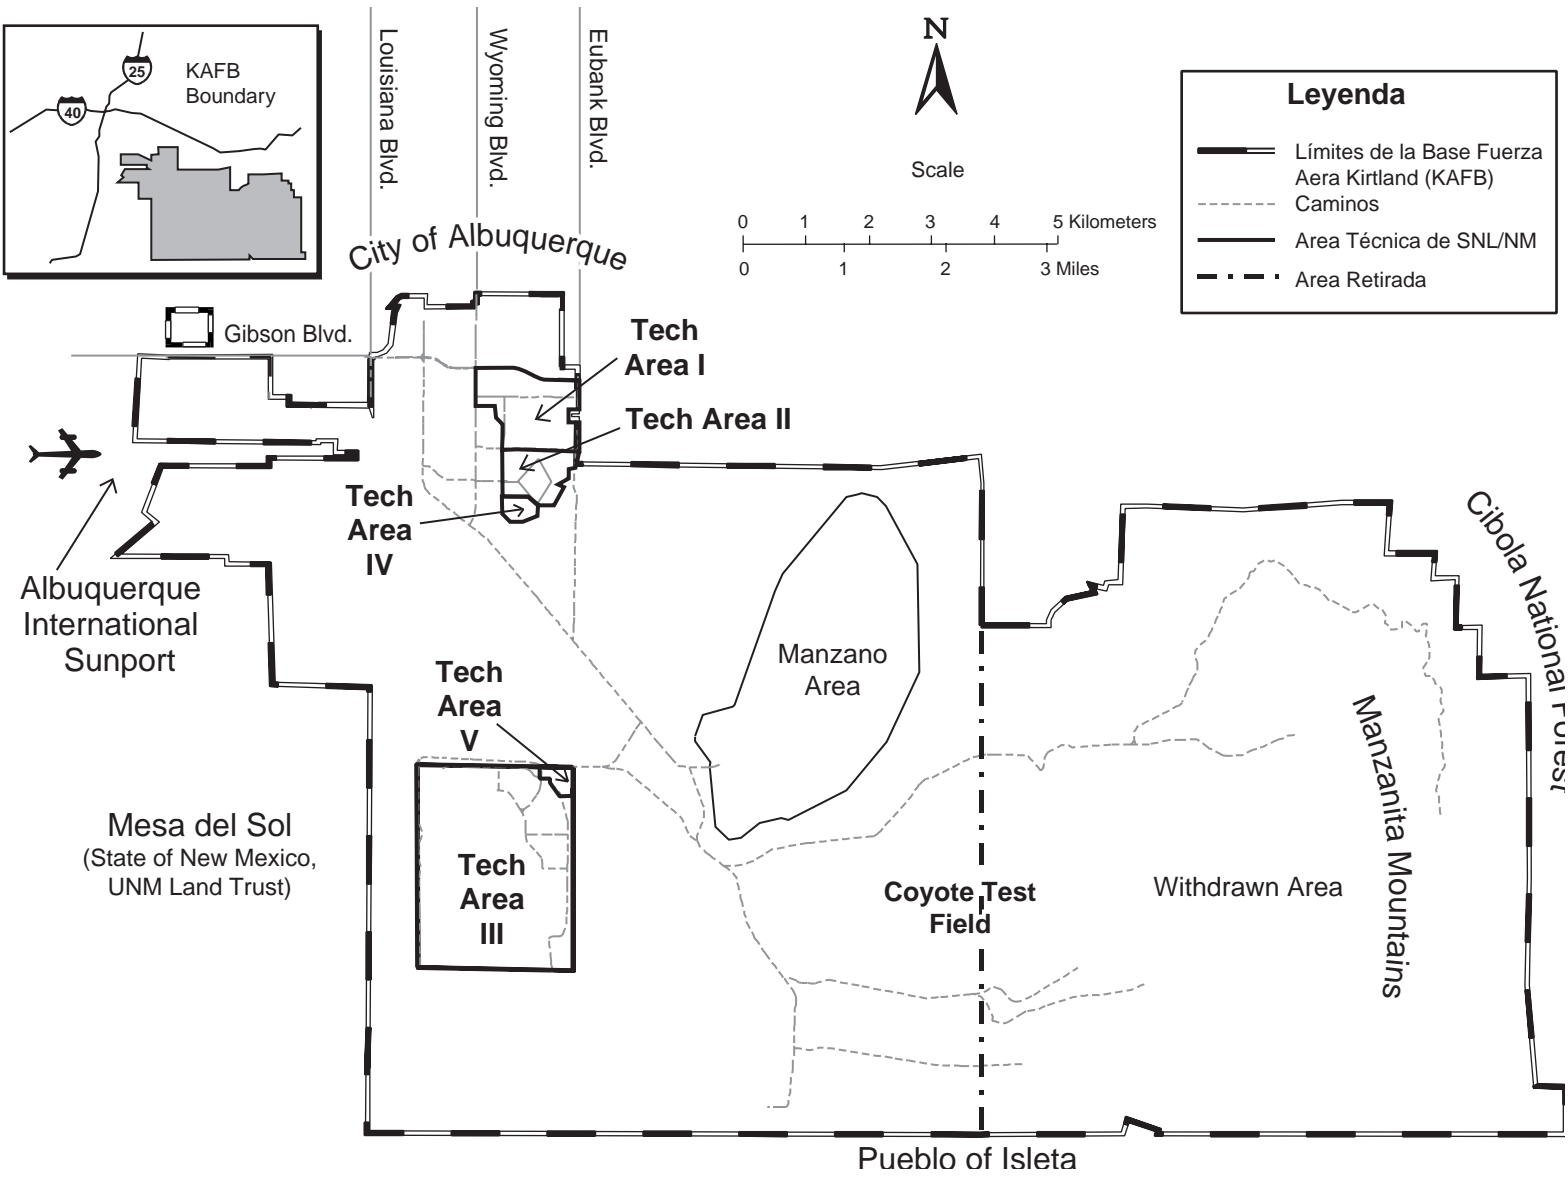 25
40
KAFB
Boundary
Louisiana Blvd.
Wyoming Blvd.
Eubank Blvd.
City of Albuquerque
N
Scale
0 1 2 3 4 5 Kilometers
0 1 2 3 Miles
Leyenda
Límites de la Base Fuerza
Aera Kirtland (KAFB)
Caminos
Area Técnica de SNL/NM
Area Retirada
Gibson Blvd.
Tech
Area I
Tech Area II
Tech
Area
IV
Albuquerque
International
Sunport
Tech
Area
V
Manzano
Area
Cibola National Forest
Manzanita Mountains
Mesa del Sol
(State of New Mexico,
UNM Land Trust)
Tech
Area
III
Coyote Test
Field
Withdrawn Area
Pueblo of Isleta